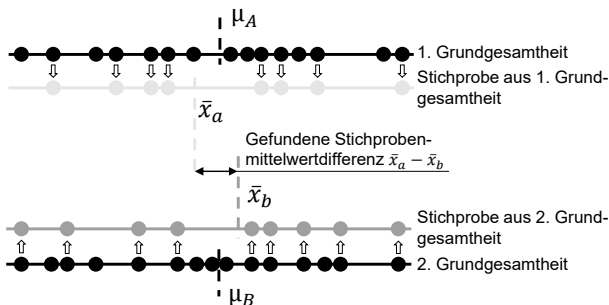 μ_A
1. Grundgesamtheit
Stichprobe aus 1. Grund-
gesamtheit
x̄_a
Gefundene Stichproben-
mittelwertdifferenz x̄_a − x̄_b
x̄_b
Stichprobe aus 2. Grund-
gesamtheit
2. Grundgesamtheit
μ_B